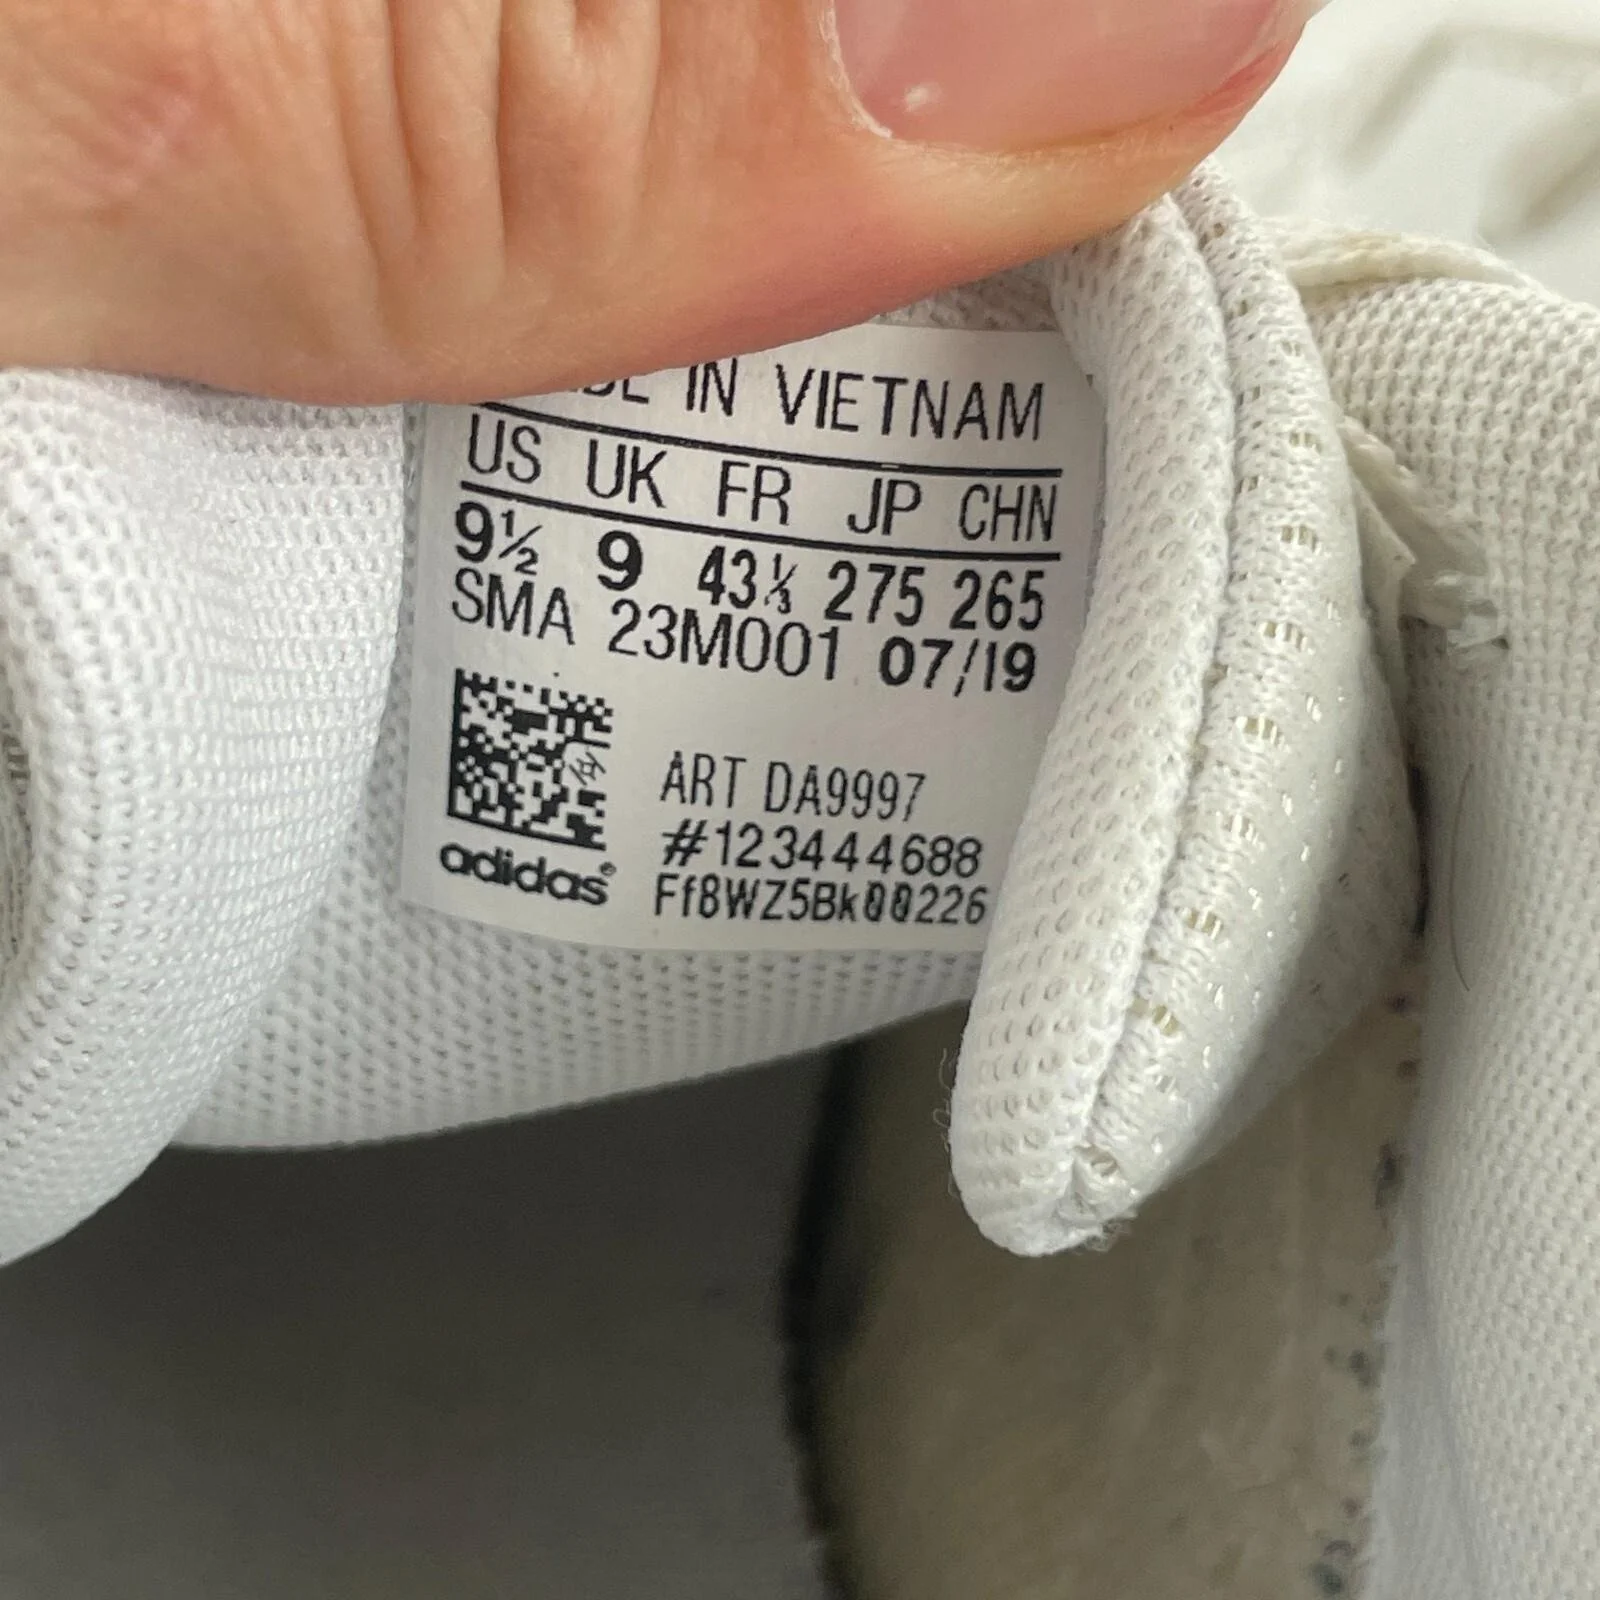 MADE IN VIETNAM
US UK FR JP CHN
9½ 9 43⅓ 275 265
SMA 23M001 07/19
ART DA9997
#123444688
adidas®
Ff8WZ5Bk00226